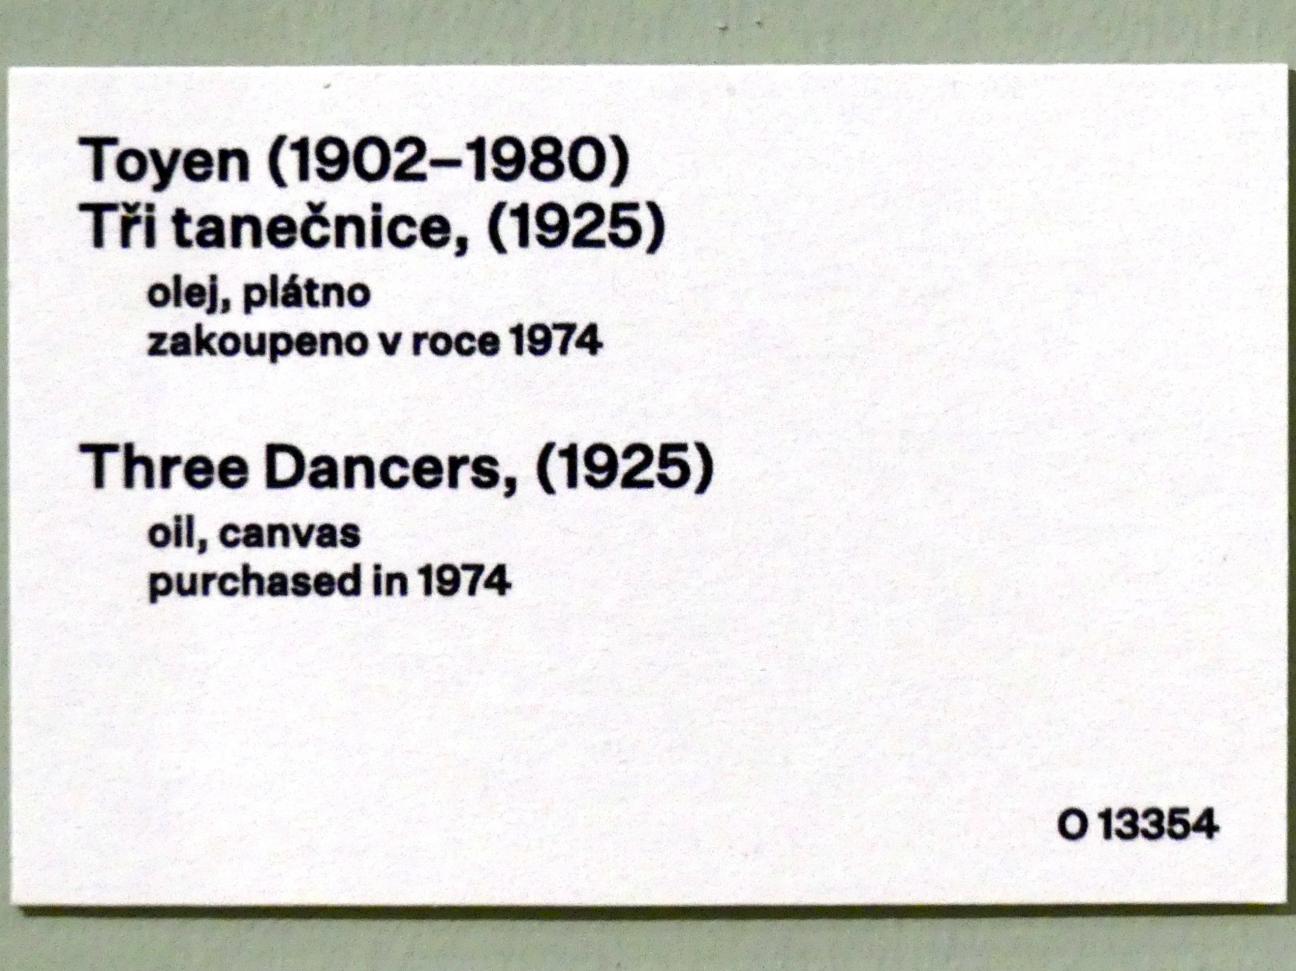 Toyen (1902–1980)
Tři tanečnice, (1925)
olej, plátno
zakoupeno v roce 1974
Three Dancers, (1925)
oil, canvas
purchased in 1974
O 13354